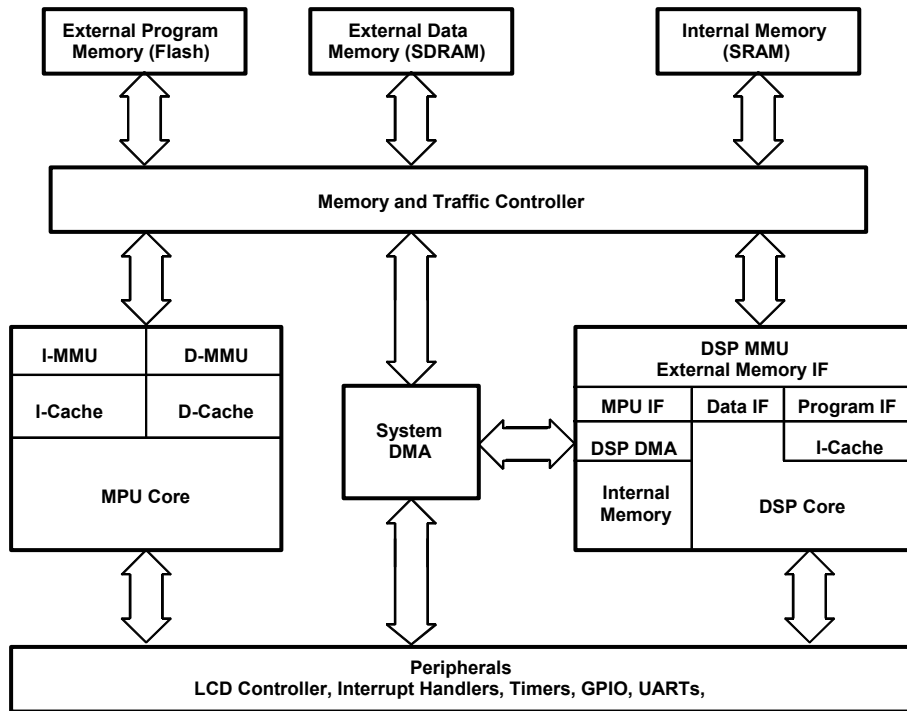 External Program
Memory (Flash)
External Data
Memory (SDRAM)
Internal Memory
(SRAM)
Memory and Traffic Controller
I-MMU
D-MMU
I-Cache
D-Cache
MPU Core
System
DMA
DSP MMU
External Memory IF
MPU IF
Data IF
Program IF
DSP DMA
I-Cache
Internal
Memory
DSP Core
Peripherals
LCD Controller, Interrupt Handlers, Timers, GPIO, UARTs,